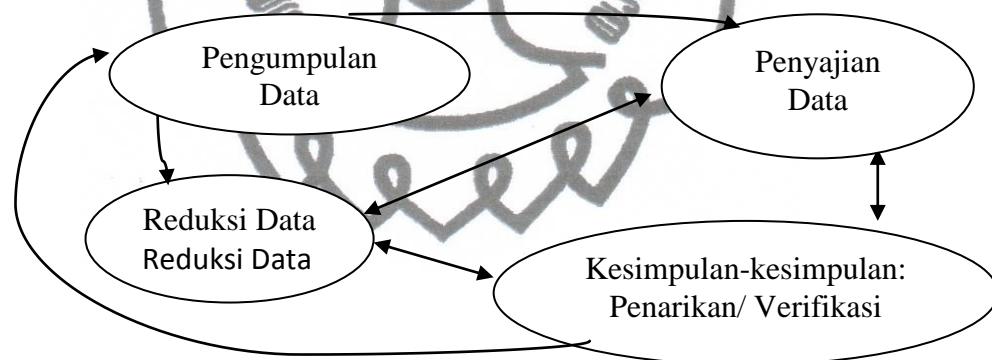 Pengumpulan
Data
Penyajian
Data
Reduksi Data
Reduksi Data
Kesimpulan-kesimpulan:
Penarikan/ Verifikasi